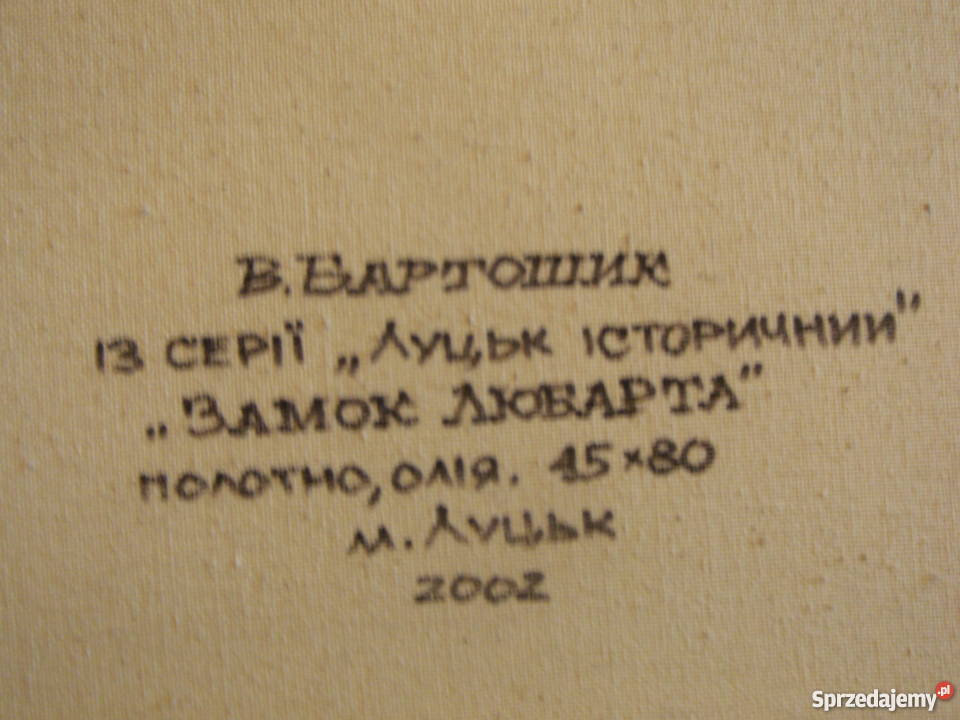 В. БАРТОШИК
ІЗ СЕРІЇ „ЛУЦЬК ІСТОРИЧНИЙ"
„ЗАМОК ЛЮБАРТА"
ПОЛОТНО, ОЛІЯ. 45×80
м. ЛУЦЬК
2002
Sprzedajemy.pl